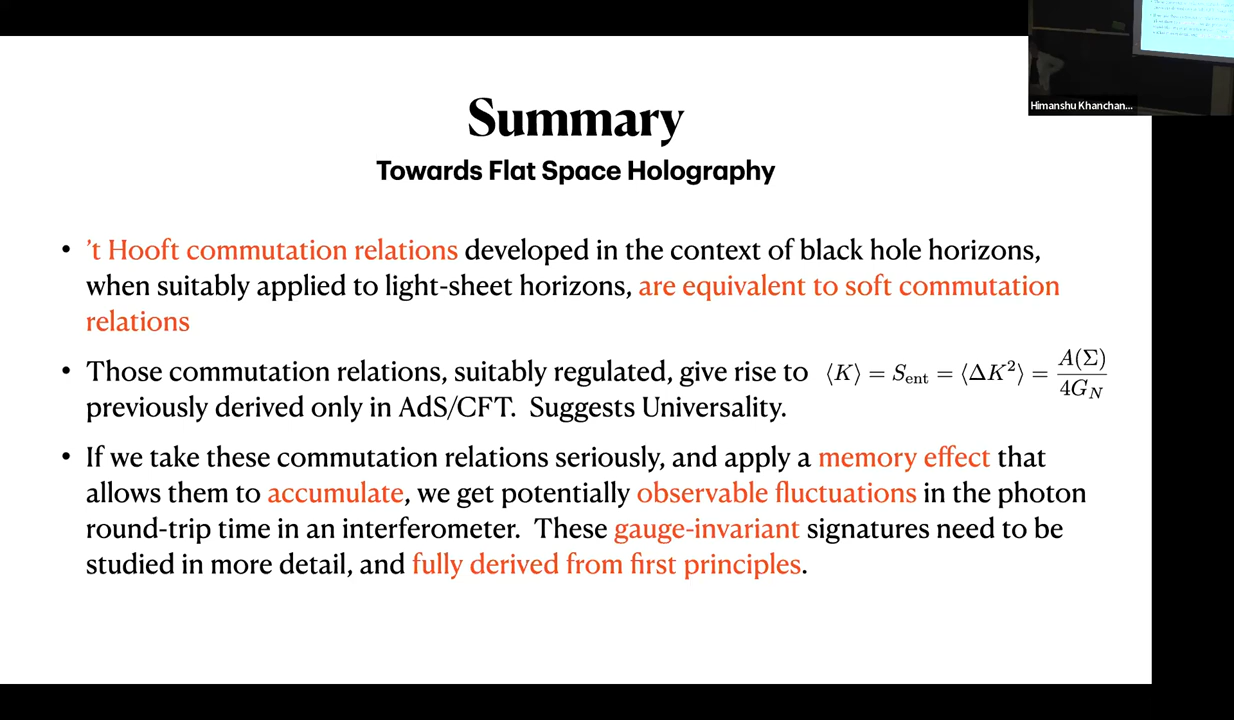 Himanshu Khanchan...
Summary
Towards Flat Space Holography
• ’t Hooft commutation relations developed in the context of black hole horizons,
when suitably applied to light-sheet horizons, are equivalent to soft commutation
relations
• Those commutation relations, suitably regulated, give rise to ⟨K⟩ = S_ent = ⟨ΔK²⟩ = A(Σ)/4G_N
previously derived only in AdS/CFT. Suggests Universality.
• If we take these commutation relations seriously, and apply a memory effect that
allows them to accumulate, we get potentially observable fluctuations in the photon
round-trip time in an interferometer. These gauge-invariant signatures need to be
studied in more detail, and fully derived from first principles.